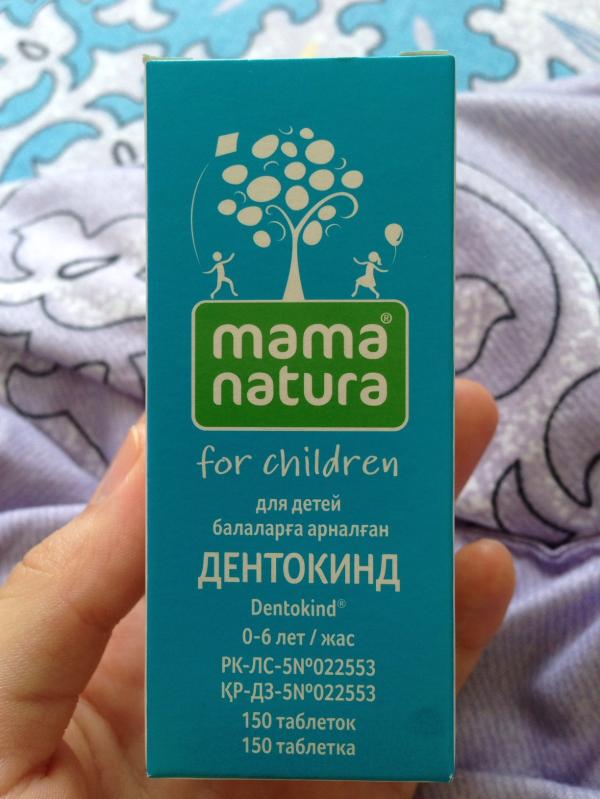 mama®
natura
for children
для детей
балаларға арналған
ДЕНТОКИНД
Dentokind®
0-6 лет / жас
РК-ЛС-5№022553
ҚР-ДЗ-5№022553
150 таблеток
150 таблетка